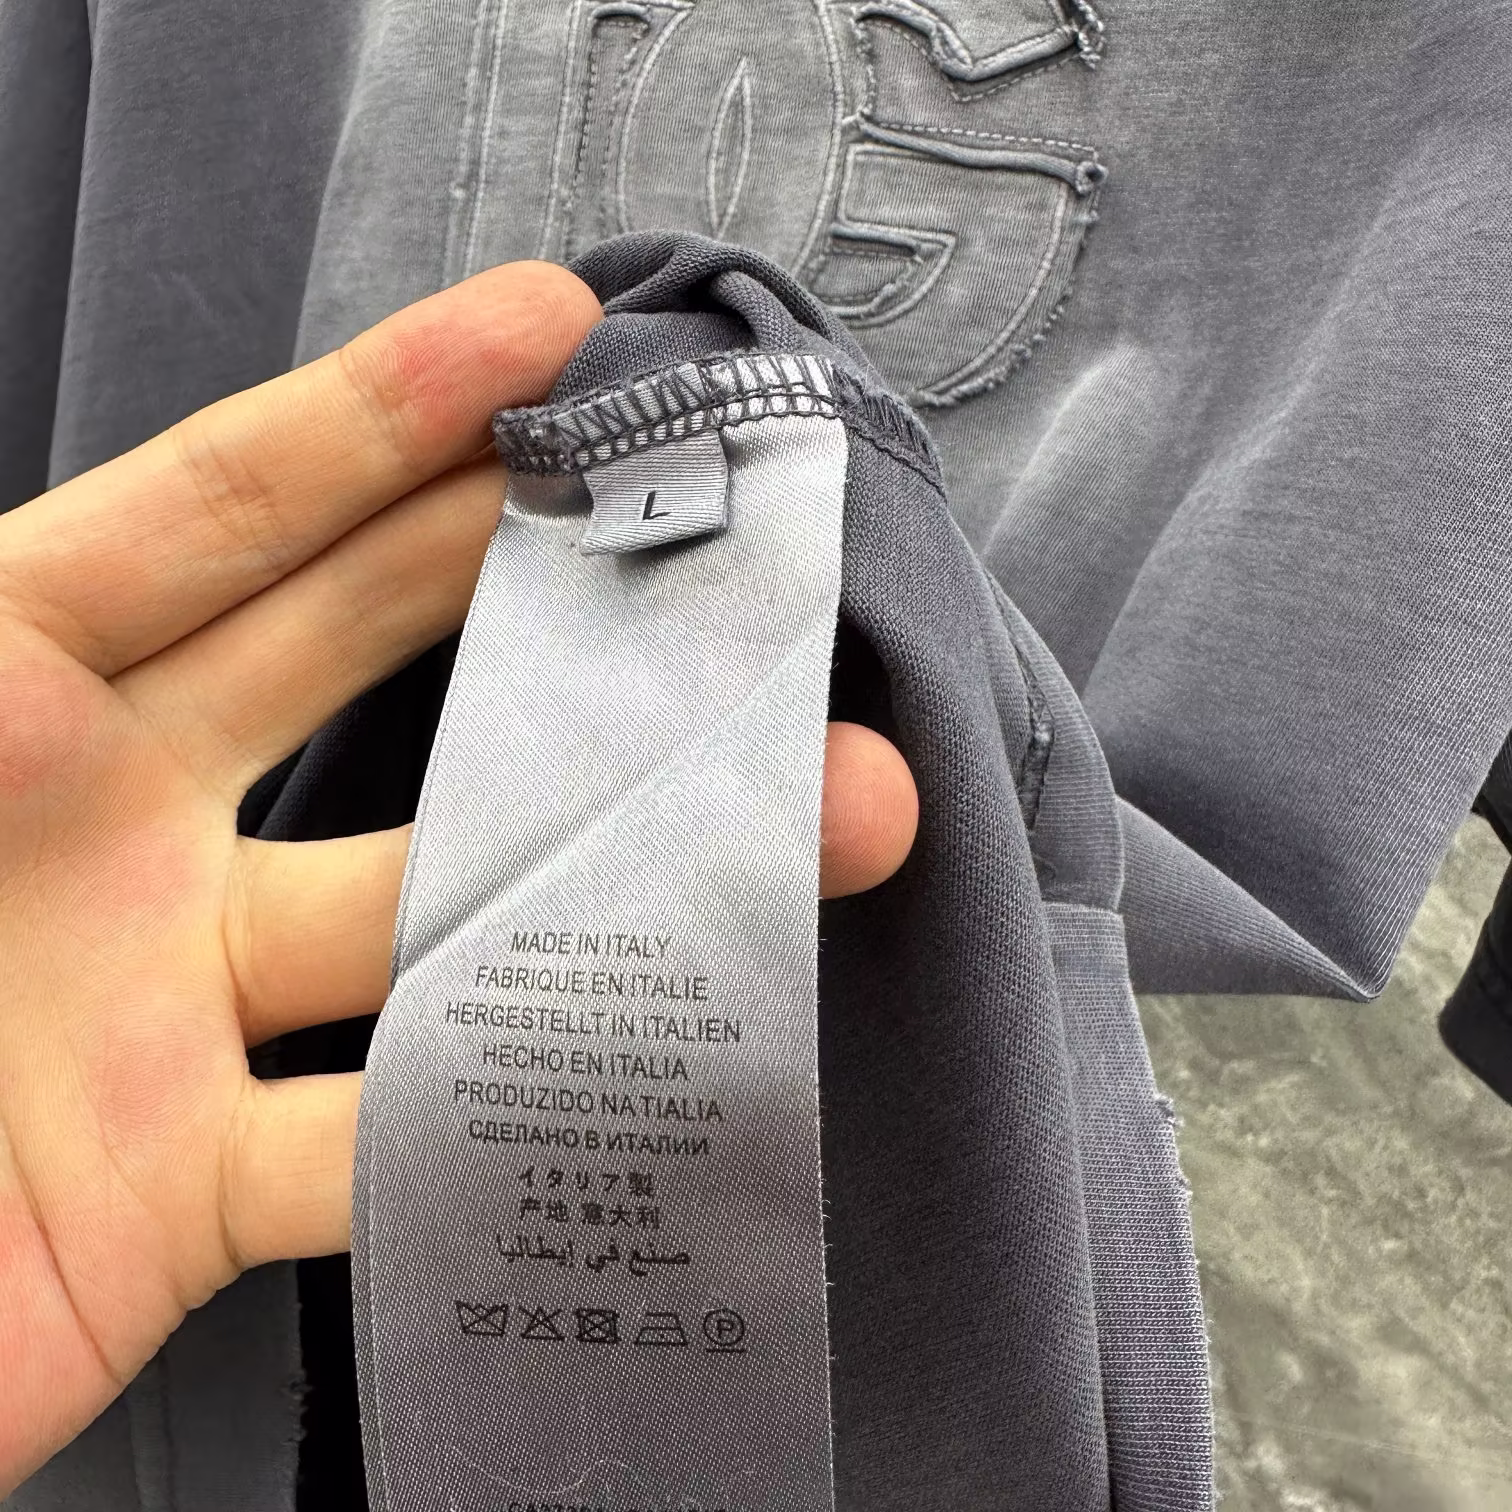 L
MADE IN ITALY
FABRIQUE EN ITALIE
HERGESTELLT IN ITALIEN
HECHO EN ITALIA
PRODUZIDO NA TIALIA
СДЕЛАНО В ИТАЛИИ
イタリア製
产地 意大利
صنع في إيطاليا
P